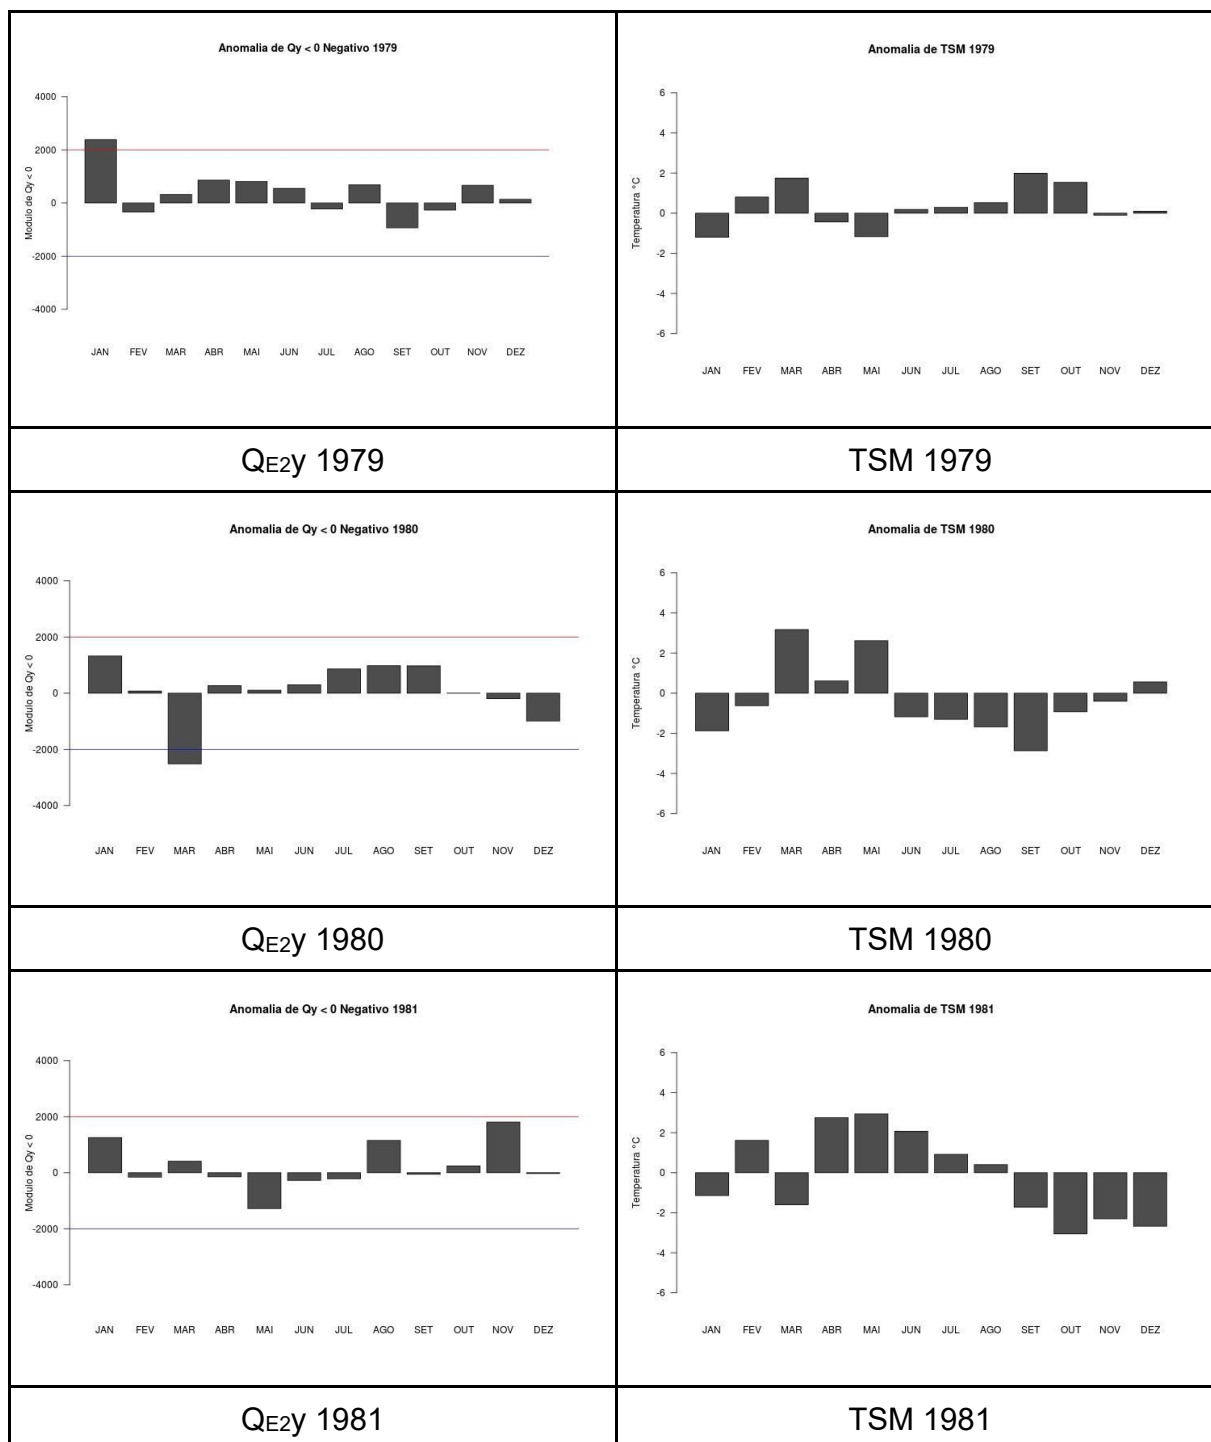 Anomalia de Qy < 0 Negativo 1979
Modulo de Qy < 0
4000
2000
0
-2000
-4000
JAN FEV MAR ABR MAI JUN JUL AGO SET OUT NOV DEZ
Anomalia de TSM 1979
Temperatura °C
6
4
2
0
-2
-4
-6
JAN FEV MAR ABR MAI JUN JUL AGO SET OUT NOV DEZ
QE2y 1979
TSM 1979
Anomalia de Qy < 0 Negativo 1980
Modulo de Qy < 0
4000
2000
0
-2000
-4000
JAN FEV MAR ABR MAI JUN JUL AGO SET OUT NOV DEZ
Anomalia de TSM 1980
Temperatura °C
6
4
2
0
-2
-4
-6
JAN FEV MAR ABR MAI JUN JUL AGO SET OUT NOV DEZ
QE2y 1980
TSM 1980
Anomalia de Qy < 0 Negativo 1981
Modulo de Qy < 0
4000
2000
0
-2000
-4000
JAN FEV MAR ABR MAI JUN JUL AGO SET OUT NOV DEZ
Anomalia de TSM 1981
Temperatura °C
6
4
2
0
-2
-4
-6
JAN FEV MAR ABR MAI JUN JUL AGO SET OUT NOV DEZ
QE2y 1981
TSM 1981